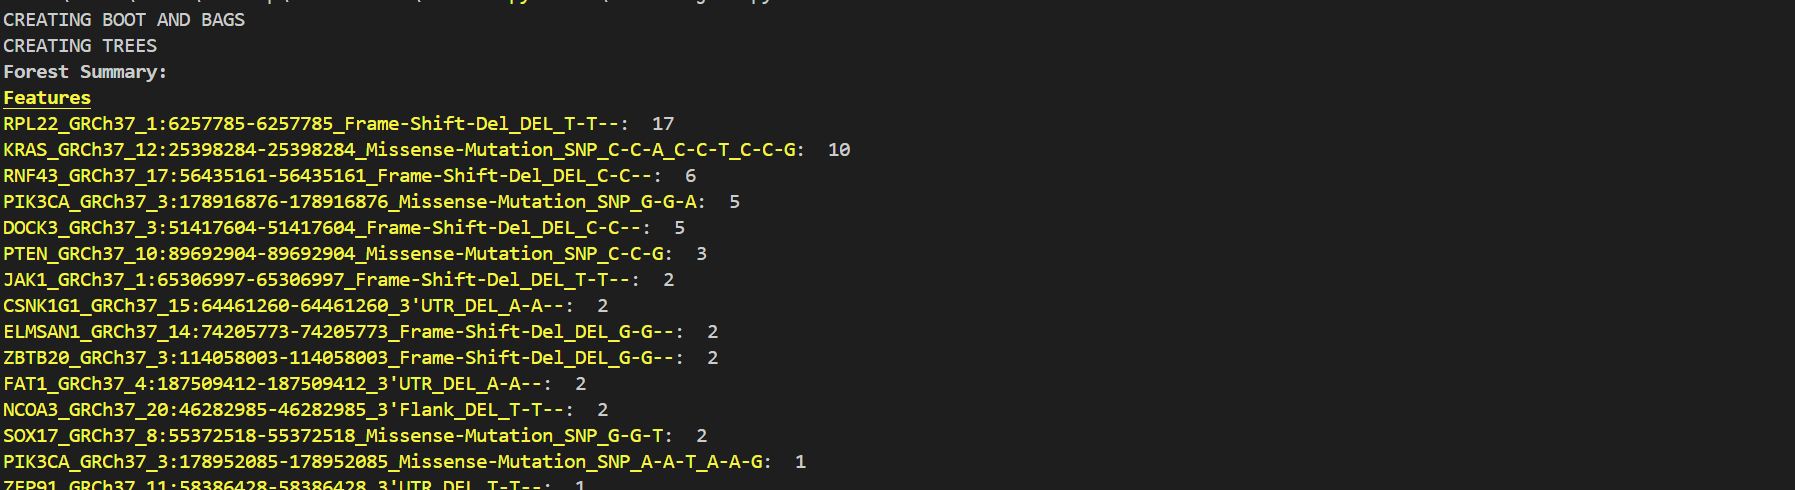 CREATING BOOT AND BAGS
CREATING TREES
Forest Summary:
Features
RPL22_GRCh37_1:6257785-6257785_Frame-Shift-Del_DEL_T-T--:  17
KRAS_GRCh37_12:25398284-25398284_Missense-Mutation_SNP_C-C-A_C-C-T_C-C-G:  10
RNF43_GRCh37_17:56435161-56435161_Frame-Shift-Del_DEL_C-C--:  6
PIK3CA_GRCh37_3:178916876-178916876_Missense-Mutation_SNP_G-G-A:  5
DOCK3_GRCh37_3:51417604-51417604_Frame-Shift-Del_DEL_C-C--:  5
PTEN_GRCh37_10:89692904-89692904_Missense-Mutation_SNP_C-C-G:  3
JAK1_GRCh37_1:65306997-65306997_Frame-Shift-Del_DEL_T-T--:  2
CSNK1G1_GRCh37_15:64461260-64461260_3'UTR_DEL_A-A--:  2
ELMSAN1_GRCh37_14:74205773-74205773_Frame-Shift-Del_DEL_G-G--:  2
ZBTB20_GRCh37_3:114058003-114058003_Frame-Shift-Del_DEL_G-G--:  2
FAT1_GRCh37_4:187509412-187509412_3'UTR_DEL_A-A--:  2
NCOA3_GRCh37_20:46282985-46282985_3'Flank_DEL_T-T--:  2
SOX17_GRCh37_8:55372518-55372518_Missense-Mutation_SNP_G-G-T:  2
PIK3CA_GRCh37_3:178952085-178952085_Missense-Mutation_SNP_A-A-T_A-A-G:  1
ZFP91_GRCh37_11:58386428-58386428_3'UTR_DEL_T-T--:  1